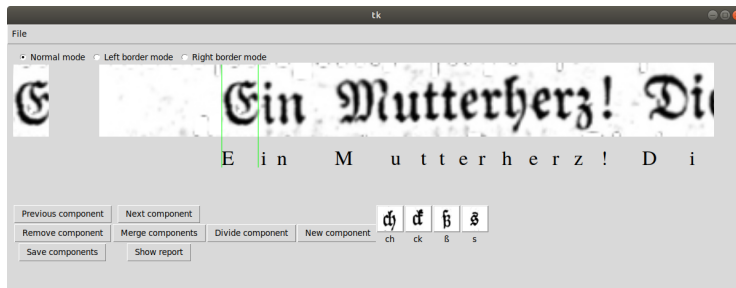 tk
File
Normal mode Left border mode Right border mode
E Ein Mutterherz! Die
E i n M u t t e r h e r z ! D i
Previous component Next component
Remove component Merge components Divide component New component ch ck ß s
ch ck ß s
Save components Show report